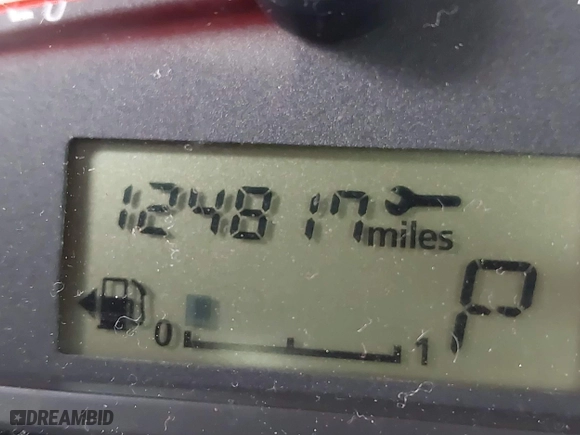 124817 miles
P
0 1
DREAMBID